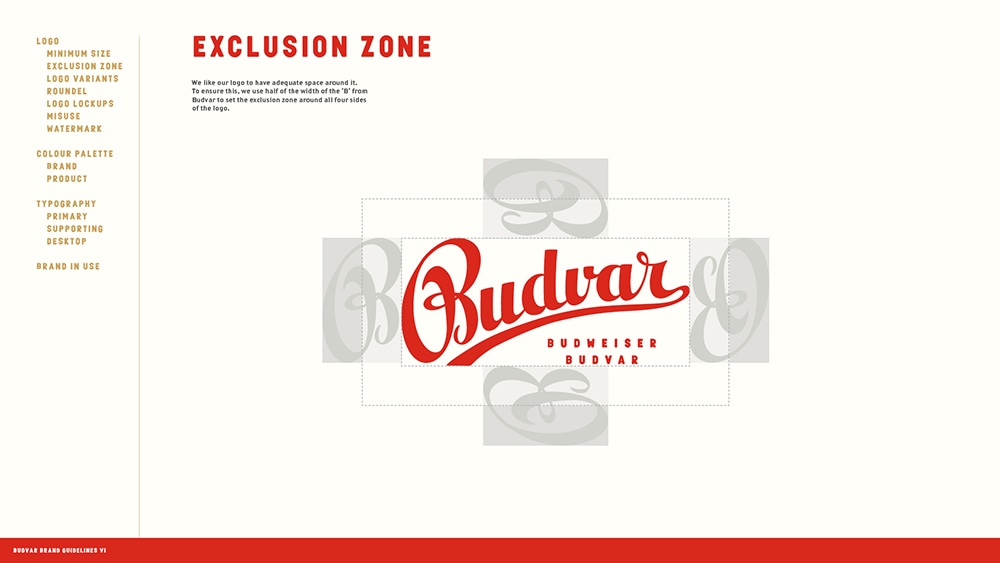 LOGO
MINIMUM SIZE
EXCLUSION ZONE
LOGO VARIANTS
ROUNDEL
LOGO LOCKUPS
MISUSE
WATERMARK
COLOUR PALETTE
BRAND
PRODUCT
TYPOGRAPHY
PRIMARY
SUPPORTING
DESKTOP
BRAND IN USE
EXCLUSION ZONE
We like our logo to have adequate space around it.
To ensure this, we use half of the width of the 'B' from
Budvar to set the exclusion zone around all four sides
of the logo.
B
B
Budvar
B
BUDWEISER
BUDVAR
B
BUDVAR BRAND GUIDELINES V1